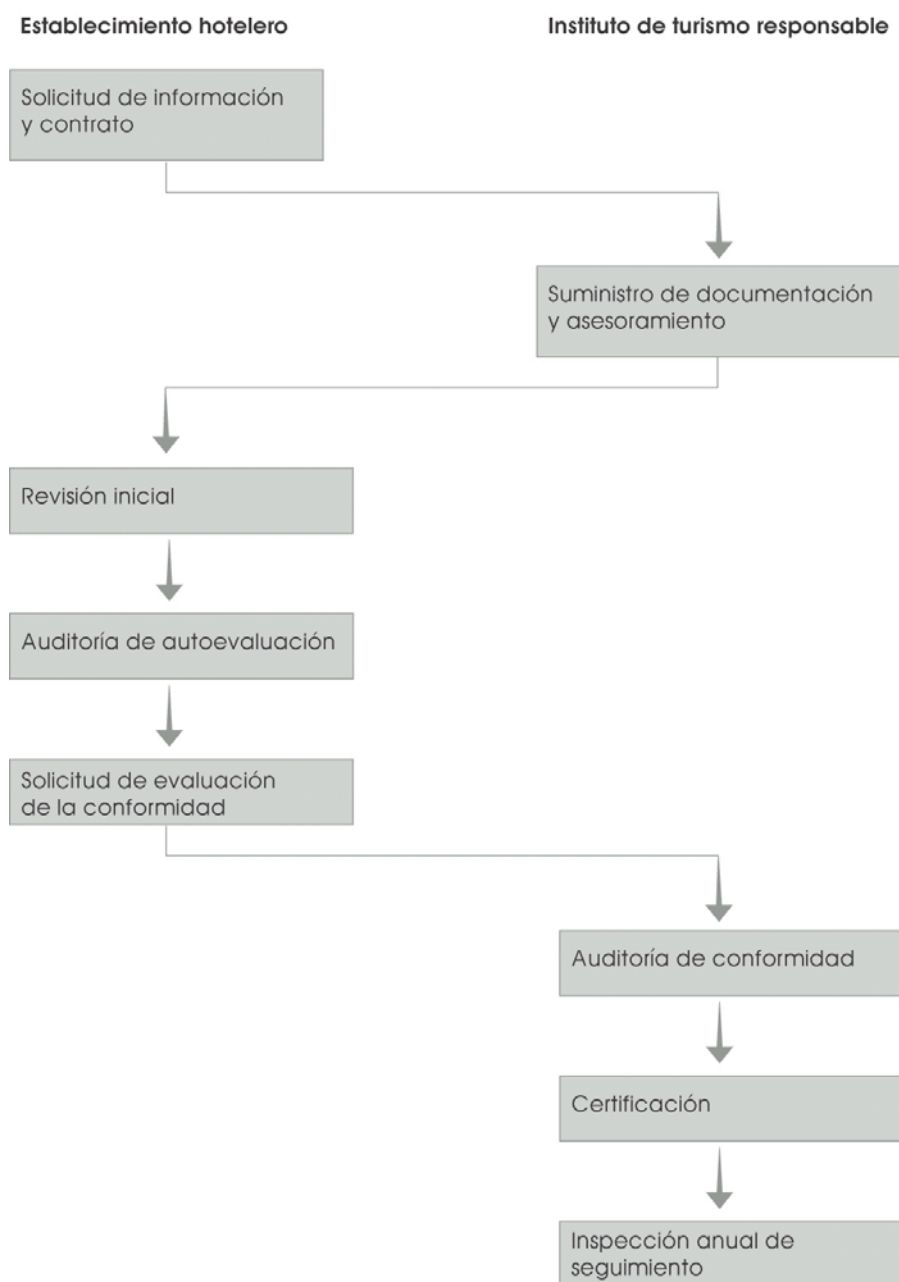 Establecimiento hotelero
Instituto de turismo responsable
Solicitud de información
y contrato
Suministro de documentación
y asesoramiento
Revisión inicial
Auditoría de autoevaluación
Solicitud de evaluación
de la conformidad
Auditoría de conformidad
Certificación
Inspección anual de
seguimiento